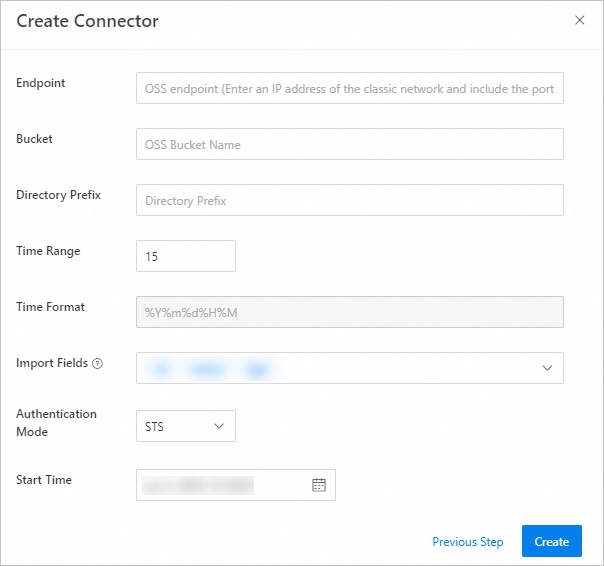 Create Connector
Endpoint
OSS endpoint (Enter an IP address of the classic network and include the port
Bucket
OSS Bucket Name
Directory Prefix
Directory Prefix
Time Range
15
Time Format
%Y%m%d%H%M
Import Fields
Authentication
Mode
STS
Start Time
Previous Step
Create